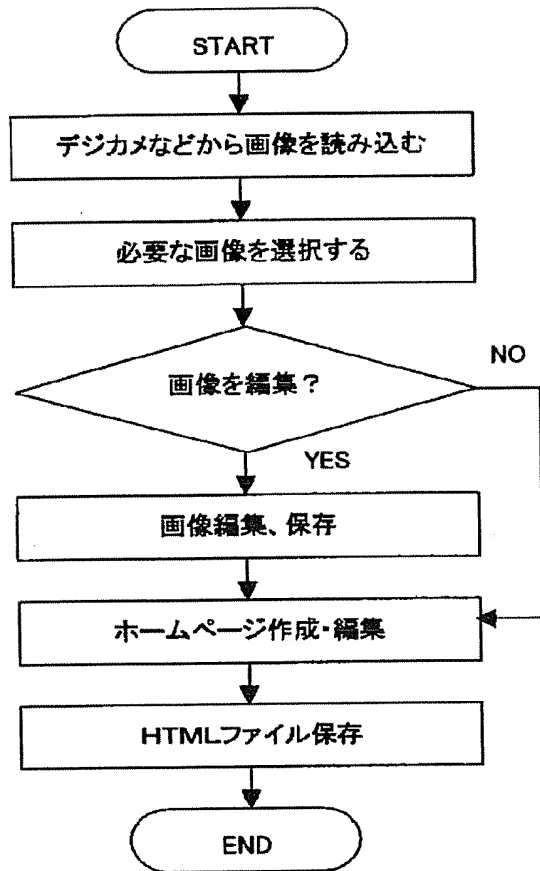 START
デジカメなどから画像を読み込む
必要な画像を選択する
画像を編集？
NO
YES
画像編集、保存
ホームページ作成・編集
HTMLファイル保存
END